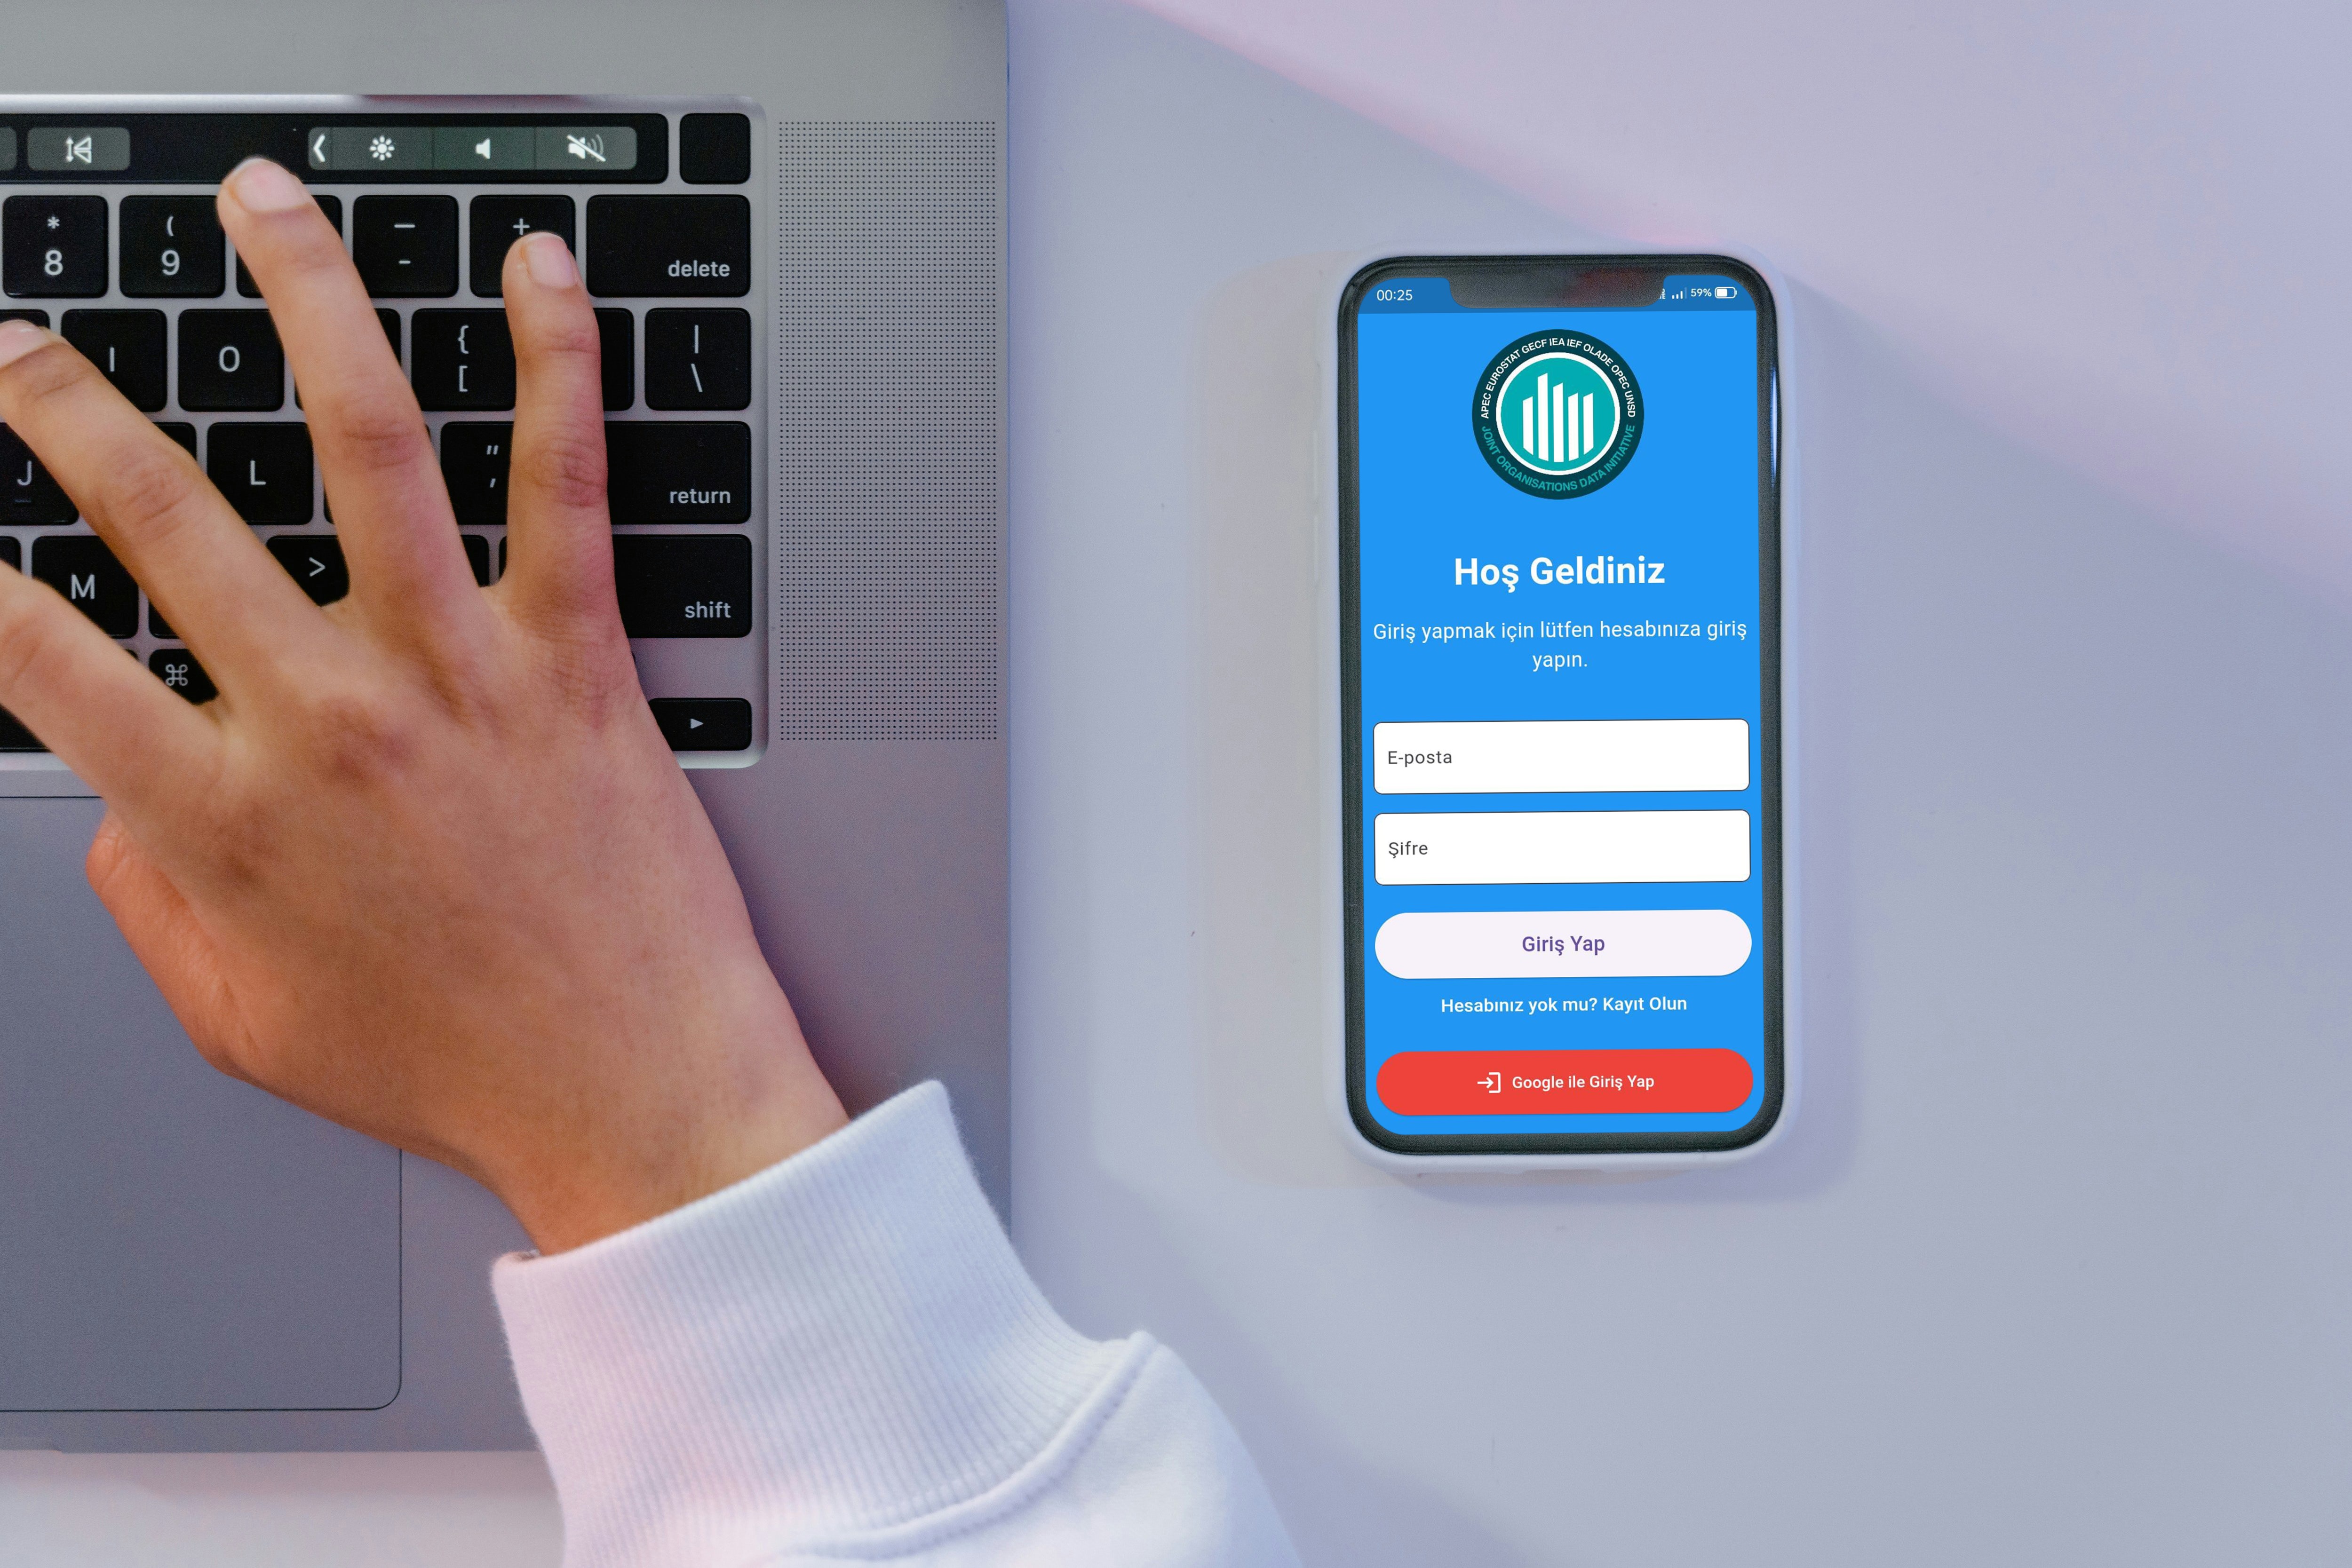 * ( — +
8 9 - delete
I O { |
[ \
J L " return
'
M > shift
⌘
00:25 59%
APEC EUROSTAT GECF IEA IEF OLADE OPEC UNSD
JOINT ORGANISATIONS DATA INITIATIVE
Hoş Geldiniz
Giriş yapmak için lütfen hesabınıza giriş
yapın.
E-posta
Şifre
Giriş Yap
Hesabınız yok mu? Kayıt Olun
Google ile Giriş Yap